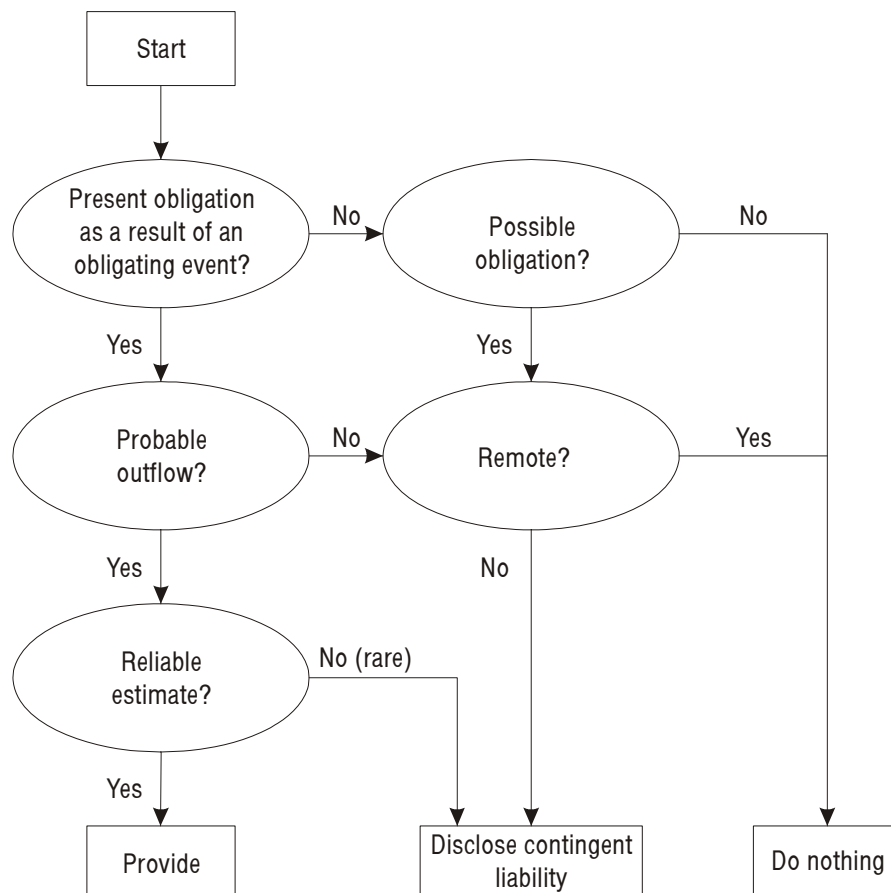 Start
Present obligation
as a result of an
obligating event?
No
Possible
obligation?
No
Yes
Yes
Probable
outflow?
No
Remote?
Yes
Yes
No
Reliable
estimate?
No (rare)
Yes
Provide
Disclose contingent
liability
Do nothing